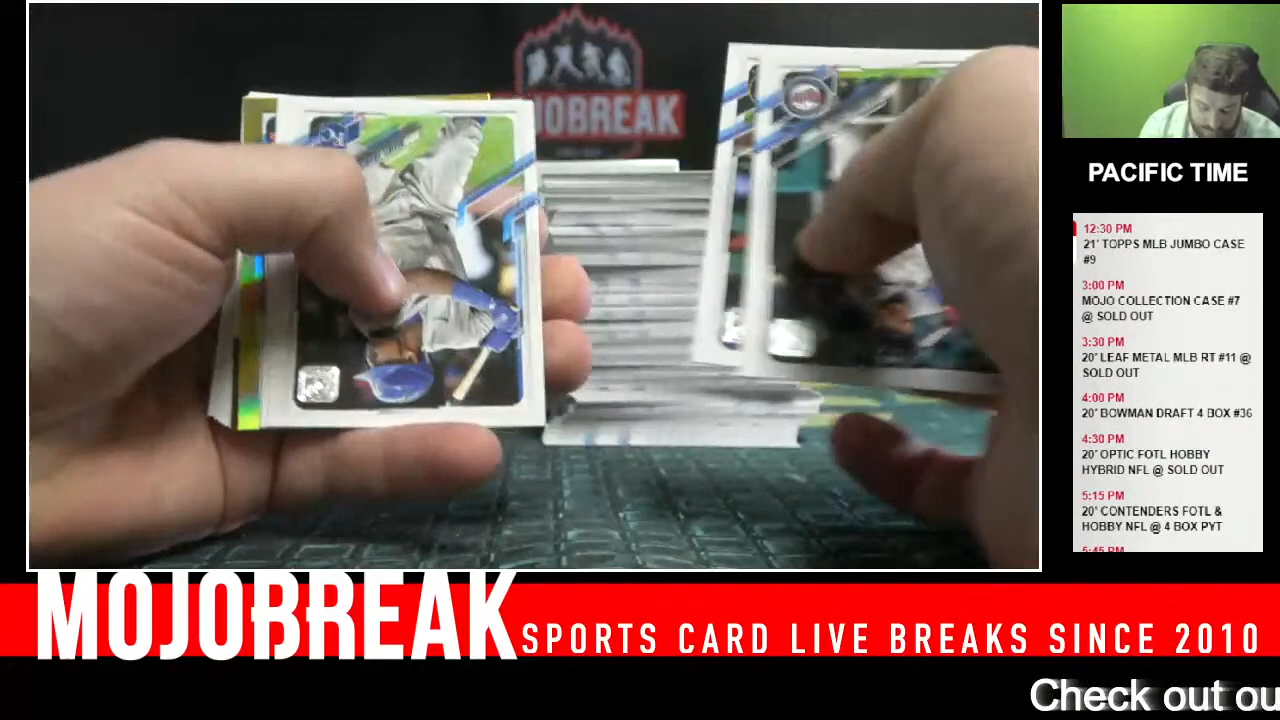 MOJOBREAK
PACIFIC TIME
12:30 PM
21' TOPPS MLB JUMBO CASE
#9
3:00 PM
MOJO COLLECTION CASE #7
@ SOLD OUT
3:30 PM
20' LEAF METAL MLB RT #11 @
SOLD OUT
4:00 PM
20' BOWMAN DRAFT 4 BOX #36
4:30 PM
20' OPTIC FOTL HOBBY
HYBRID NFL @ SOLD OUT
5:15 PM
20' CONTENDERS FOTL &
HOBBY NFL @ 4 BOX PYT
5:45 PM
MOJOBREAK
SPORTS CARD LIVE BREAKS SINCE 2010
Check out ou